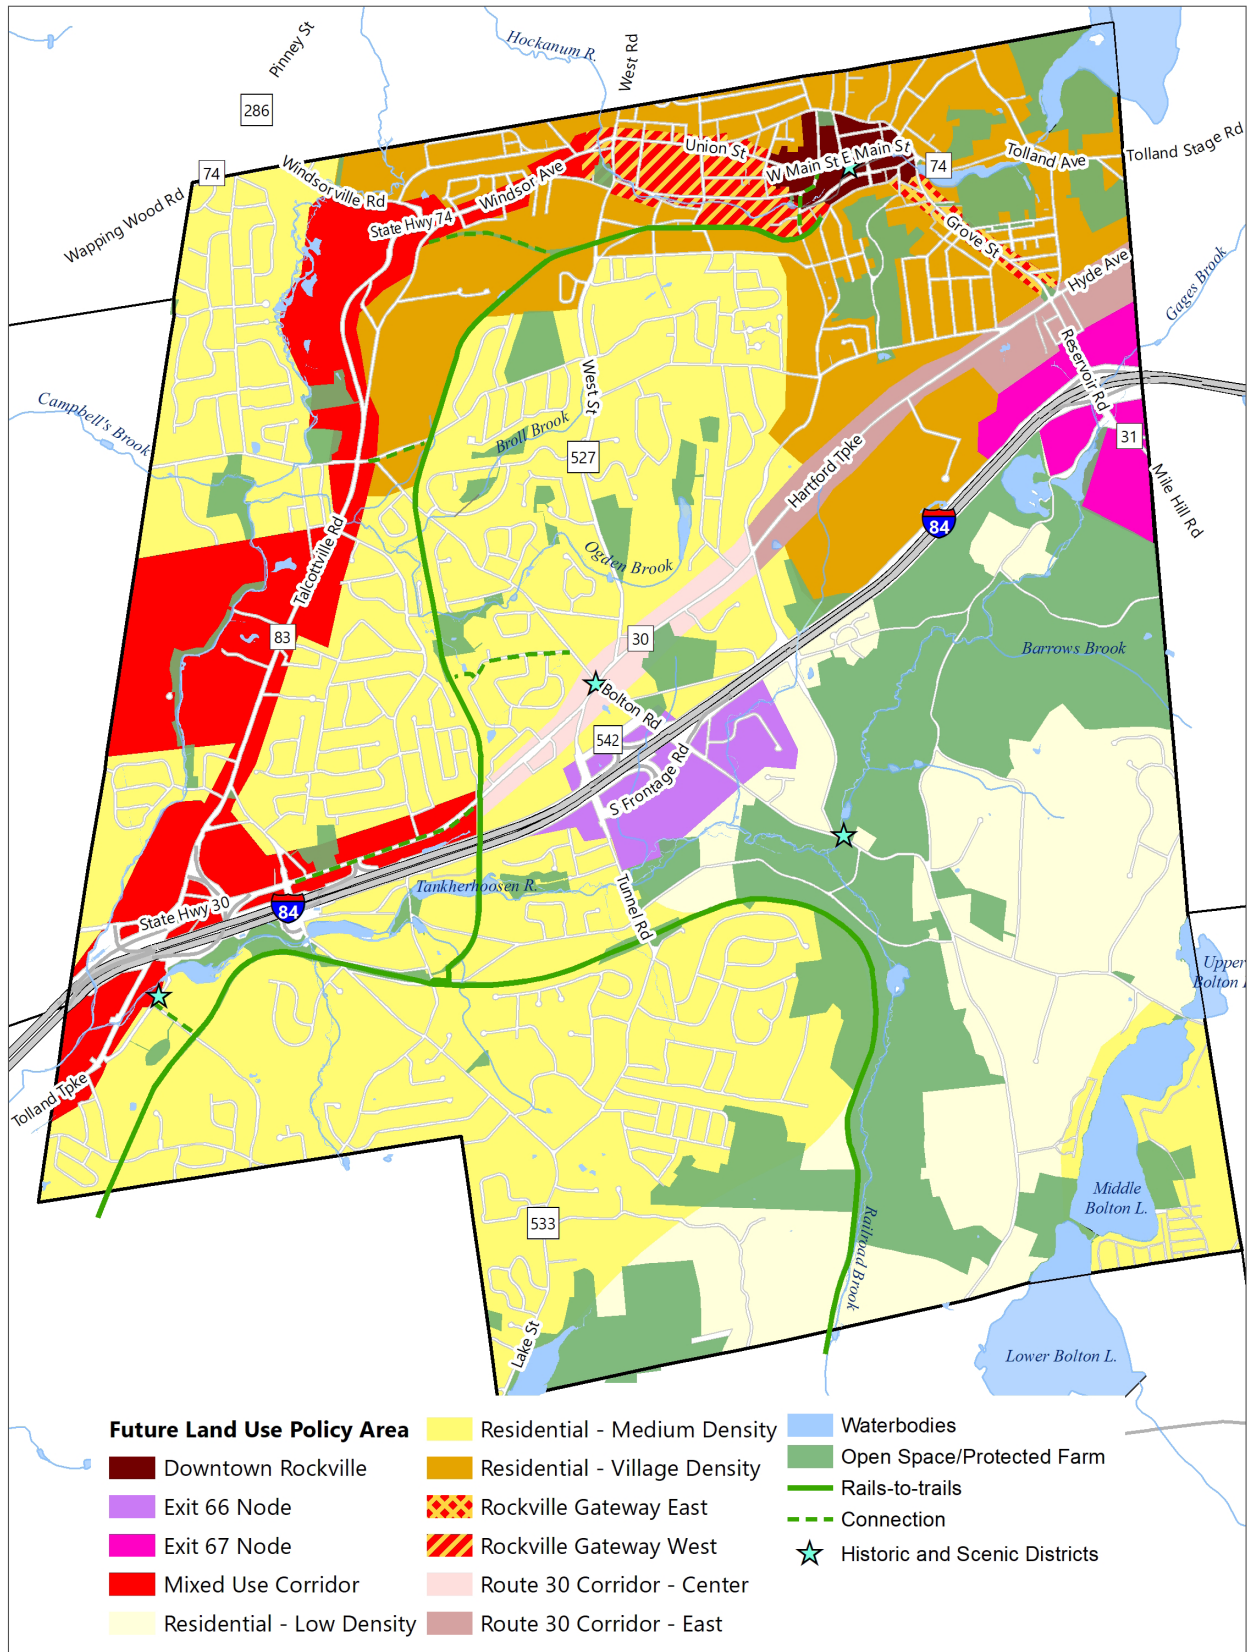 Pinney St
Hockanum R.
West Rd
286
74
Windsorville Rd
Wapping Wood Rd
State Hwy 74
Windsor Ave
Union St
W Main St
E Main St
74
Tolland Ave
Tolland Stage Rd
Grove St
Hyde Ave
Gages Brook
Reservoir Rd
31
Mile Hill Rd
Campbell's Brook
West St
Broll Brook
527
Hartford Tpke
84
Talcottville Rd
Ogden Brook
83
30
Barrows Brook
Bolton Rd
542
S Frontage Rd
Tankherhoosen R.
State Hwy 30
84
Tunnel Rd
Upper
Bolton L
Tolland Tpke
Middle
Bolton L.
533
Railroad Brook
Lake St
Lower Bolton L.
Future Land Use Policy Area
Downtown Rockville
Exit 66 Node
Exit 67 Node
Mixed Use Corridor
Residential - Low Density
Residential - Medium Density
Residential - Village Density
Rockville Gateway East
Rockville Gateway West
Route 30 Corridor - Center
Route 30 Corridor - East
Waterbodies
Open Space/Protected Farm
Rails-to-trails
Connection
Historic and Scenic Districts